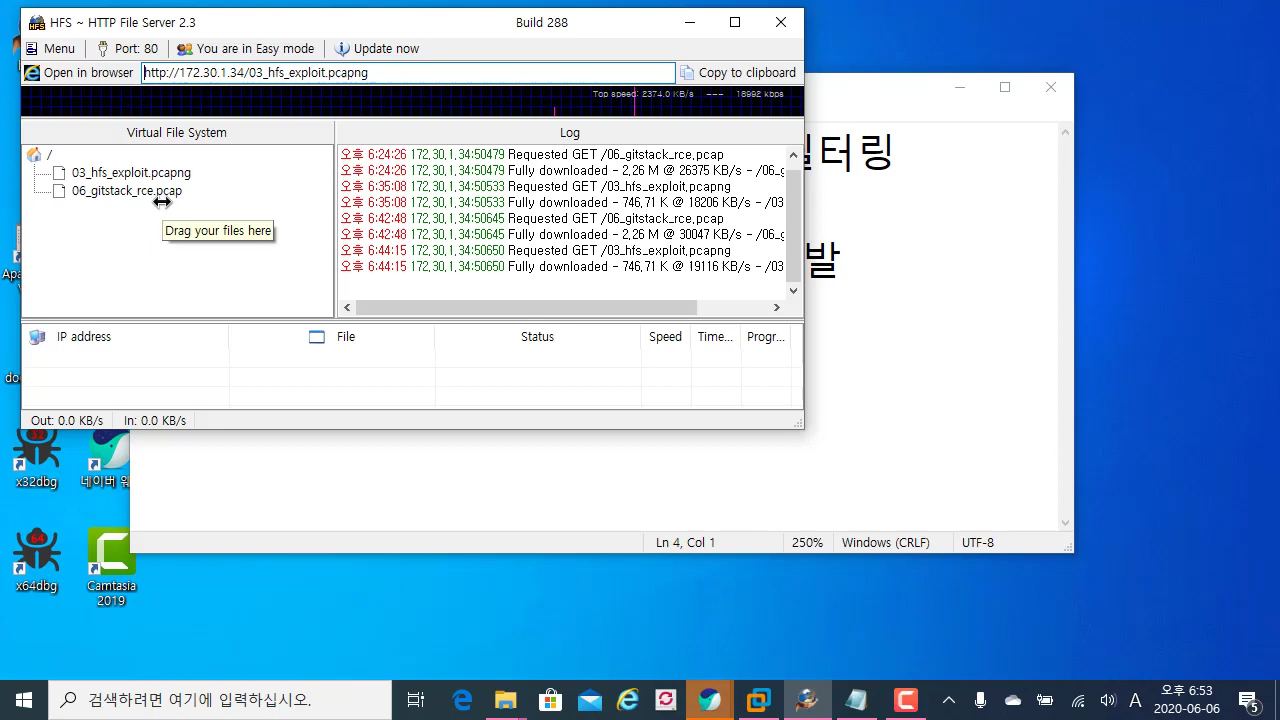 HFS ~ HTTP File Server 2.3
Build 288
Menu
Port: 80
You are in Easy mode
Update now
Open in browser
http://172.30.1.34/03_hfs_exploit.pcapng
Copy to clipboard
Top speed: 2374.0 KB/s --- 18992 kbps
Virtual File System
Log
/
03_hfs_exploit.pcapng
06_gitstack_rce.pcap
Drag your files here
오후 6:24:26 172.30.1.34:50479 Requested GET /06_gitstack_rce.pcap
오후 6:24:26 172.30.1.34:50479 Fully downloaded - 2.26 M @ 26375 KB/s - /06_g
오후 6:35:08 172.30.1.34:50533 Requested GET /03_hfs_exploit.pcapng
오후 6:35:08 172.30.1.34:50533 Fully downloaded - 746.71 K @ 18206 KB/s - /03
오후 6:42:48 172.30.1.34:50645 Requested GET /06_gitstack_rce.pcap
오후 6:42:48 172.30.1.34:50645 Fully downloaded - 2.26 M @ 30047 KB/s - /06_g
오후 6:44:15 172.30.1.34:50650 Requested GET /03_hfs_exploit.pcapng
오후 6:44:15 172.30.1.34:50650 Fully downloaded - 746.71 K @ 19116 KB/s - /03
IP address
File
Status
Speed
Time...
Progr...
Out: 0.0 KB/s
In: 0.0 KB/s
터링
발
Ln 4, Col 1
250%
Windows (CRLF)
UTF-8
Apa
do
32
x32dbg
네이버 웨
64
x64dbg
Camtasia
2019
검색하려면 여기에 입력하십시오.
A
오후 6:53
2020-06-06
5